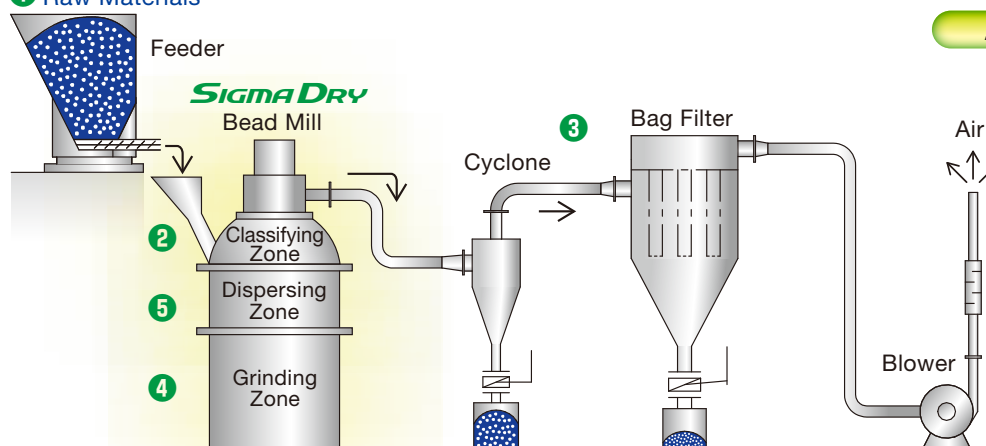 Raw Materials
Feeder
SIGMA DRY
Bead Mill
Cyclone
3
Bag Filter
Air
2
Classifying
Zone
5
Dispersing
Zone
4
Grinding
Zone
Blower